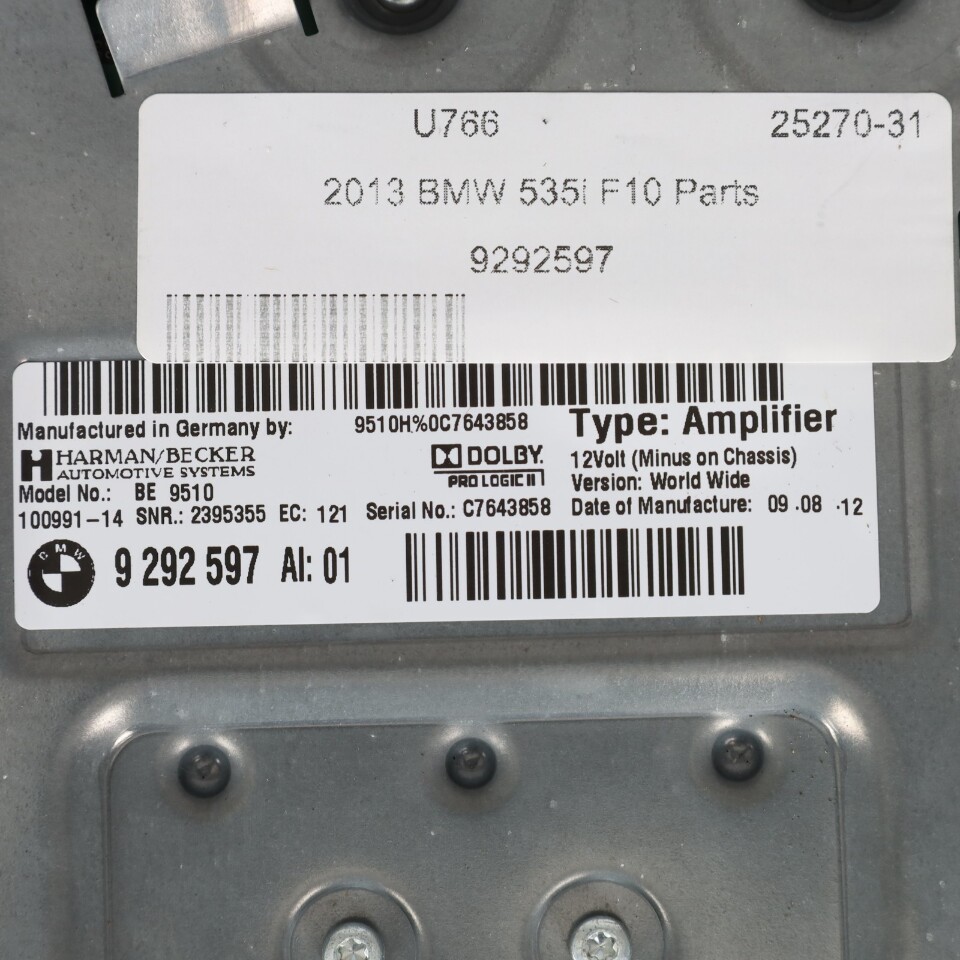 U766 25270-31
2013 BMW 535i F10 Parts
9292597
Manufactured in Germany by: 9510H%0C7643858 Type: Amplifier
HARMAN/BECKER
AUTOMOTIVE SYSTEMS
DOLBY
PRO LOGIC II
12Volt (Minus on Chassis)
Version: World Wide
Model No.: BE 9510
100991-14 SNR.: 2395355 EC: 121 Serial No.: C7643858 Date of Manufacture: 09.08.12
BMW 9 292 597 AI: 01